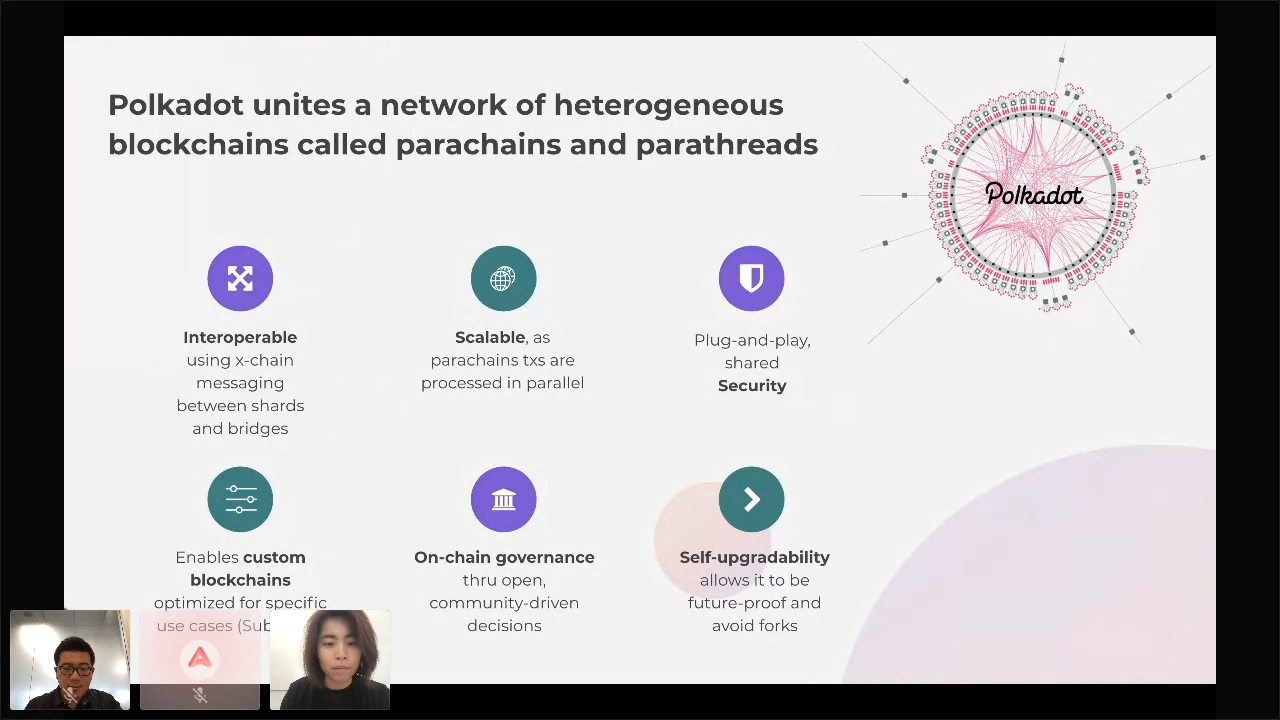 Polkadot unites a network of heterogeneous
blockchains called parachains and parathreads
Polkadot
Interoperable
using x-chain
messaging
between shards
and bridges
Scalable, as
parachains txs are
processed in parallel
Plug-and-play,
shared
Security
Enables custom
blockchains
optimized for specific
use cases
On-chain governance
thru open,
community-driven
decisions
Self-upgradability
allows it to be
future-proof and
avoid forks